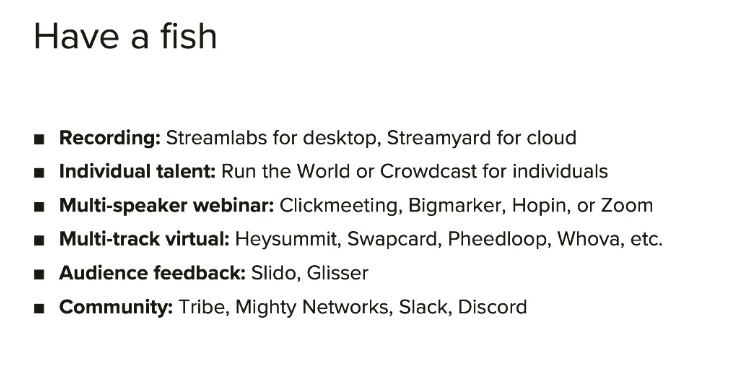 Have a fish
▪ Recording: Streamlabs for desktop, Streamyard for cloud
▪ Individual talent: Run the World or Crowdcast for individuals
▪ Multi-speaker webinar: Clickmeeting, Bigmarker, Hopin, or Zoom
▪ Multi-track virtual: Heysummit, Swapcard, Pheedloop, Whova, etc.
▪ Audience feedback: Slido, Glisser
▪ Community: Tribe, Mighty Networks, Slack, Discord